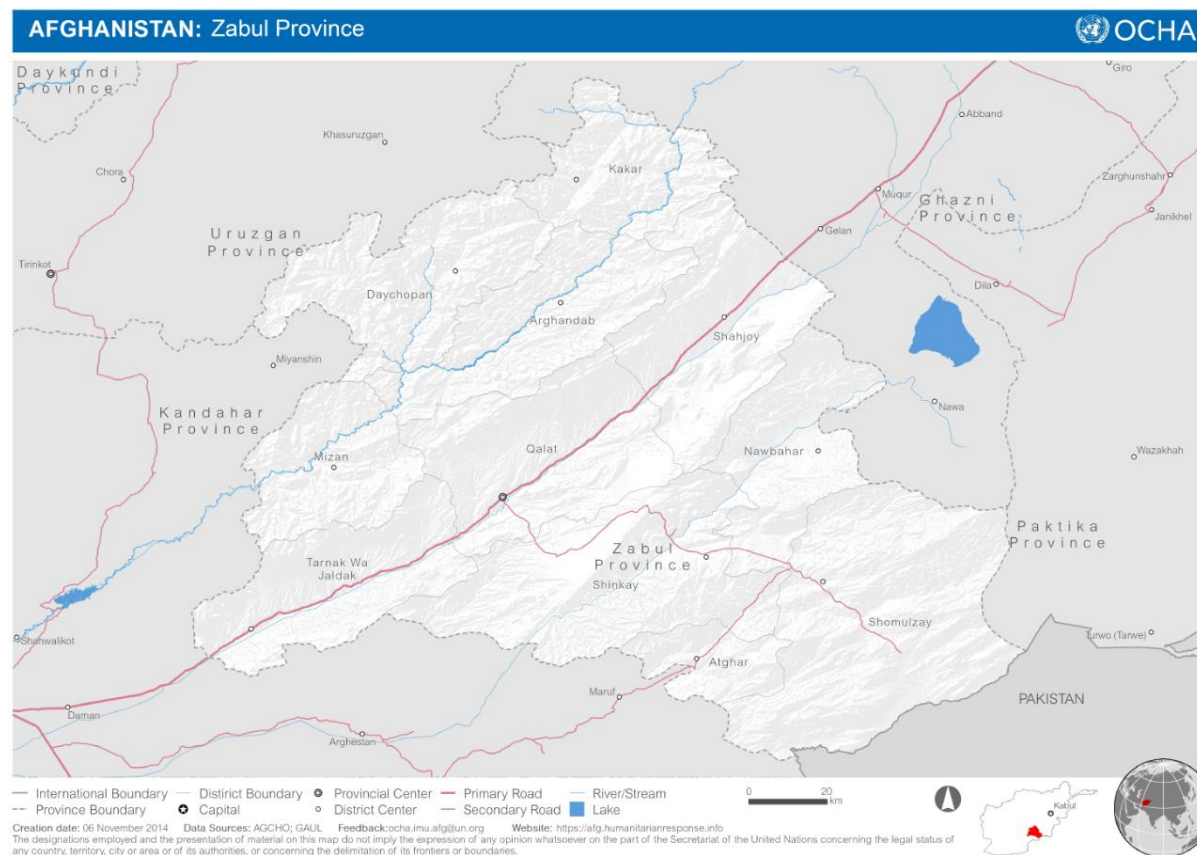 AFGHANISTAN: Zabul Province
OCHA
Daykundi
Province
Giro
Abband
Khasuruzgan
Kakar
Chora
Zarghunshahr
Muqur
Ghazni
Province
Janikhel
Uruzgan
Province
Gelan
Tirinkot
Dila
Daychopan
Arghandab
Shahjoy
Miyanshin
Nawa
Kandahar
Province
Qalat
Nawbahar
Mizan
Wazakhah
Paktika
Province
Zabul
Province
Tarnak Wa
Jaldak
Shinkay
Shomulzay
Shahwalikot
Turwo (Tarwe)
Atghar
Maruf
PAKISTAN
Daman
Arghestan
International Boundary District Boundary Provincial Center Primary Road River/Stream
Province Boundary Capital District Center Secondary Road Lake
0 20
km
Kabul
Creation date: 06 November 2014 Data Sources: AGCHO; GAUL Feedback:ocha.imu.afg@un.org Website: https://afg.humanitarianresponse.info
The designations employed and the presentation of material on this map do not imply the expression of any opinion whatsoever on the part of the Secretariat of the United Nations concerning the legal status of
any country, territory, city or area or of its authorities, or concerning the delimitation of its frontiers or boundaries.